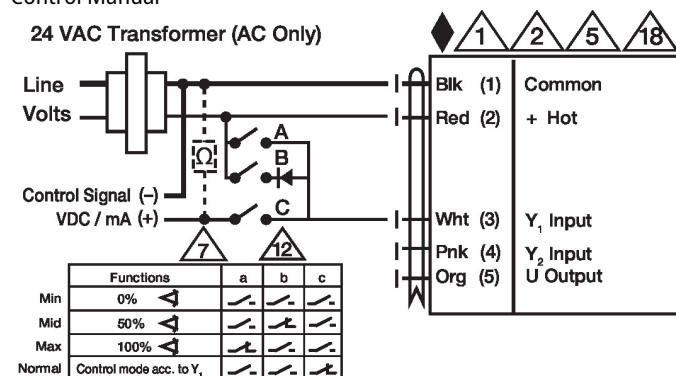 Control Manual
24 VAC Transformer (AC Only)
1 2 5 18
Line
Volts
Blk (1) Common
Red (2) + Hot
A
B
Ω
Control Signal (–)
VDC / mA (+)
C
Wht (3) Y1 Input
Pnk (4) Y2 Input
Org (5) U Output
7 12
Functions a b c
Min 0%
Mid 50%
Max 100%
Normal Control mode acc. to Y1